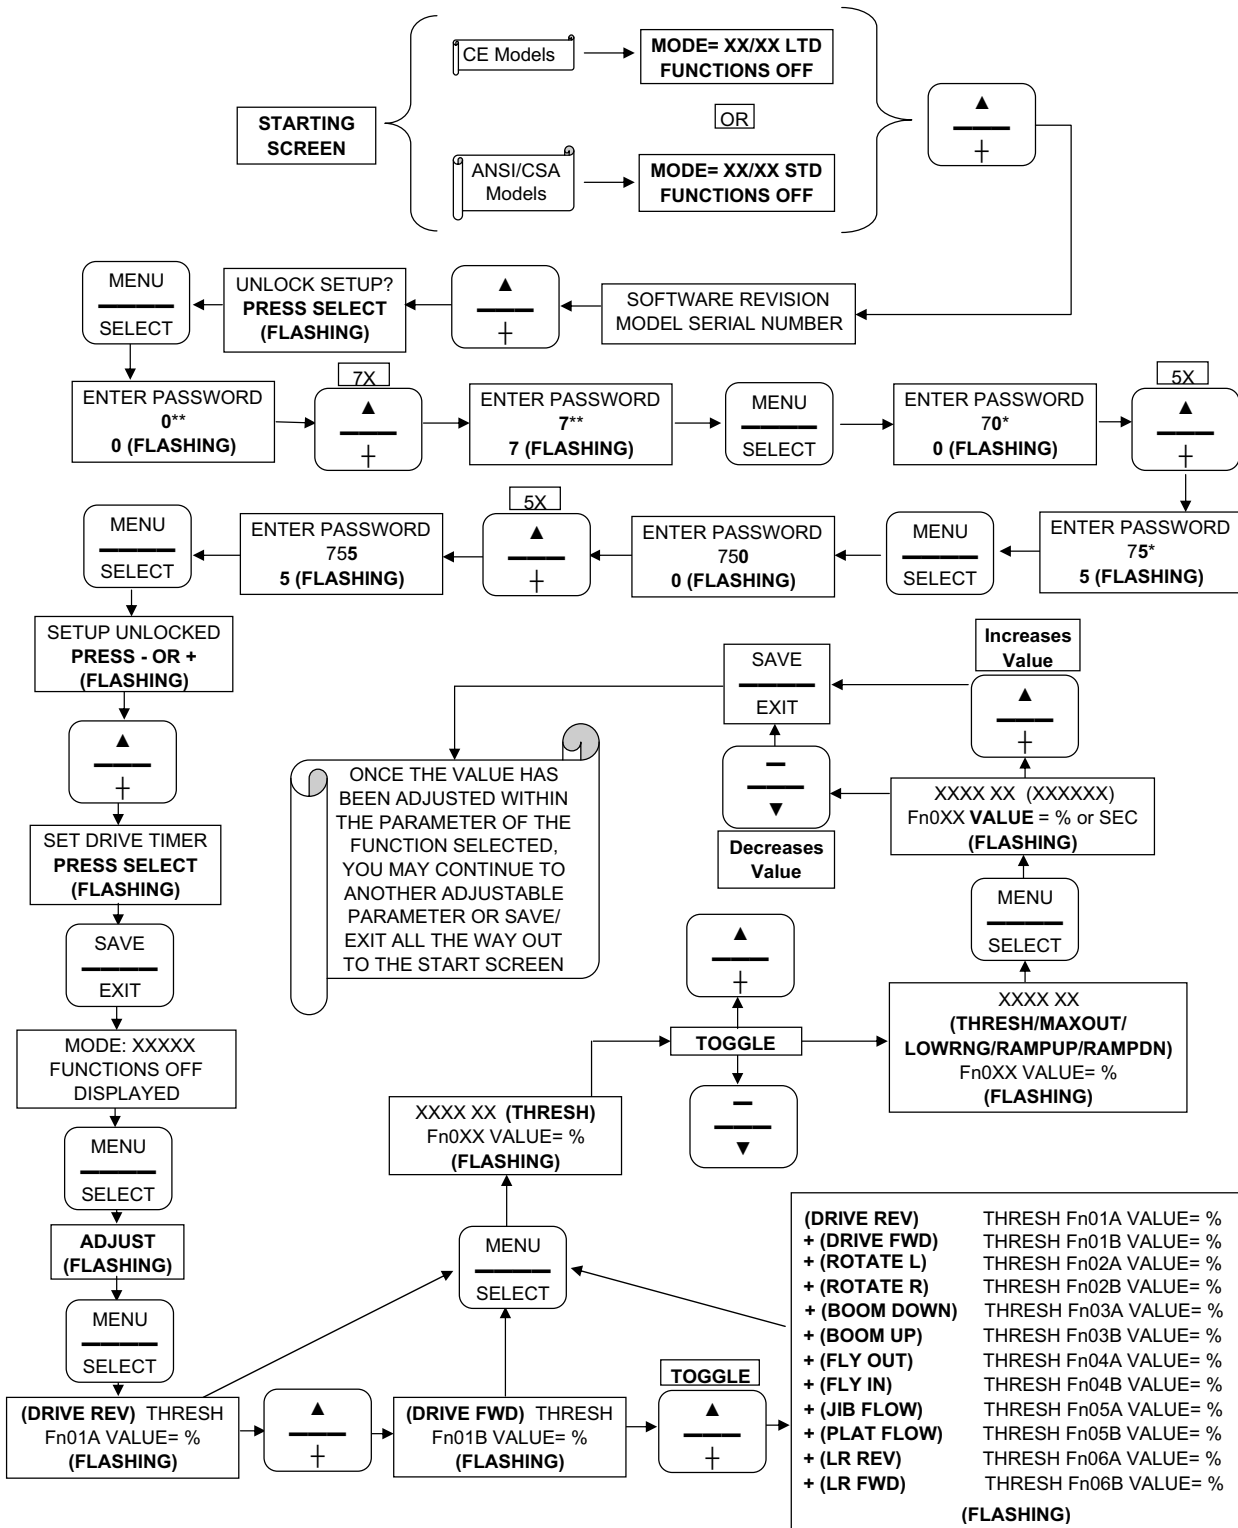 STARTING
SCREEN
CE Models
MODE= XX/XX LTD
FUNCTIONS OFF
OR
ANSI/CSA
Models
MODE= XX/XX STD
FUNCTIONS OFF
▲
+
SOFTWARE REVISION
MODEL SERIAL NUMBER
▲
+
UNLOCK SETUP?
PRESS SELECT
(FLASHING)
MENU
SELECT
ENTER PASSWORD
0**
0 (FLASHING)
7X
▲
+
ENTER PASSWORD
7**
7 (FLASHING)
MENU
SELECT
ENTER PASSWORD
70*
0 (FLASHING)
5X
▲
+
ENTER PASSWORD
75*
5 (FLASHING)
MENU
SELECT
ENTER PASSWORD
750
0 (FLASHING)
5X
▲
+
ENTER PASSWORD
755
5 (FLASHING)
MENU
SELECT
SETUP UNLOCKED
PRESS - OR +
(FLASHING)
▲
+
SET DRIVE TIMER
PRESS SELECT
(FLASHING)
SAVE
EXIT
MODE: XXXXX
FUNCTIONS OFF
DISPLAYED
MENU
SELECT
ADJUST
(FLASHING)
MENU
SELECT
(DRIVE REV) THRESH
Fn01A VALUE= %
(FLASHING)
▲
+
(DRIVE FWD) THRESH
Fn01B VALUE= %
(FLASHING)
TOGGLE
▲
+
(DRIVE REV) THRESH Fn01A VALUE= %
+ (DRIVE FWD) THRESH Fn01B VALUE= %
+ (ROTATE L) THRESH Fn02A VALUE= %
+ (ROTATE R) THRESH Fn02B VALUE= %
+ (BOOM DOWN) THRESH Fn03A VALUE= %
+ (BOOM UP) THRESH Fn03B VALUE= %
+ (FLY OUT) THRESH Fn04A VALUE= %
+ (FLY IN) THRESH Fn04B VALUE= %
+ (JIB FLOW) THRESH Fn05A VALUE= %
+ (PLAT FLOW) THRESH Fn05B VALUE= %
+ (LR REV) THRESH Fn06A VALUE= %
+ (LR FWD) THRESH Fn06B VALUE= %
(FLASHING)
MENU
SELECT
XXXX XX (THRESH)
Fn0XX VALUE= %
(FLASHING)
▲
+
TOGGLE
–
▼
XXXX XX
(THRESH/MAXOUT/
LOWRNG/RAMPUP/RAMPDN)
Fn0XX VALUE= %
(FLASHING)
MENU
SELECT
XXXX XX (XXXXXX)
Fn0XX VALUE = % or SEC
(FLASHING)
Increases
Value
▲
+
–
▼
Decreases
Value
SAVE
EXIT
ONCE THE VALUE HAS
BEEN ADJUSTED WITHIN
THE PARAMETER OF THE
FUNCTION SELECTED,
YOU MAY CONTINUE TO
ANOTHER ADJUSTABLE
PARAMETER OR SAVE/
EXIT ALL THE WAY OUT
TO THE START SCREEN